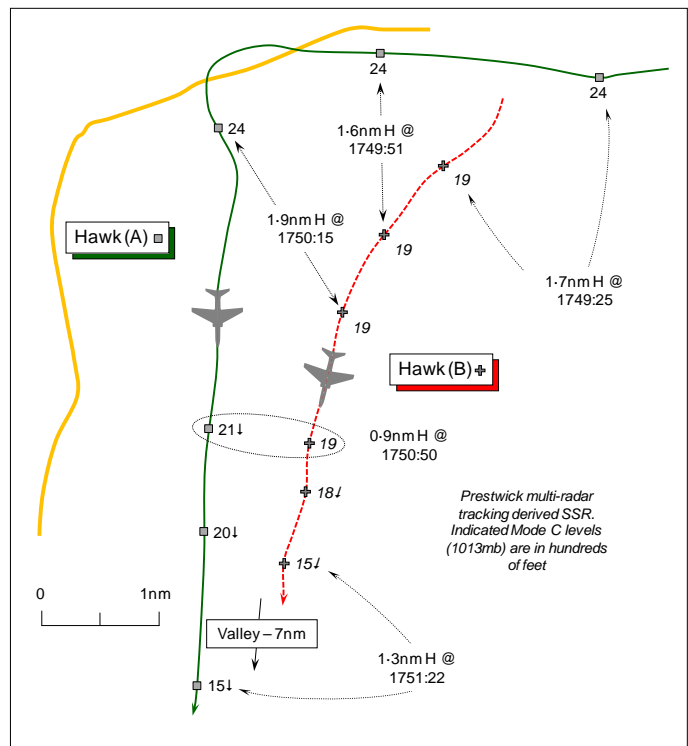 24
24
24
1·6nm H @
1749:51
19
1·9nm H @
1750:15
Hawk (A)
19
1·7nm H @
1749:25
19
Hawk (B)
21↓
19
0·9nm H @
1750:50
18↓
Prestwick multi-radar
tracking derived SSR.
Indicated Mode C levels
(1013mb) are in hundreds
of feet
20↓
15↓
0
1nm
Valley – 7nm
1·3nm H @
1751:22
15↓